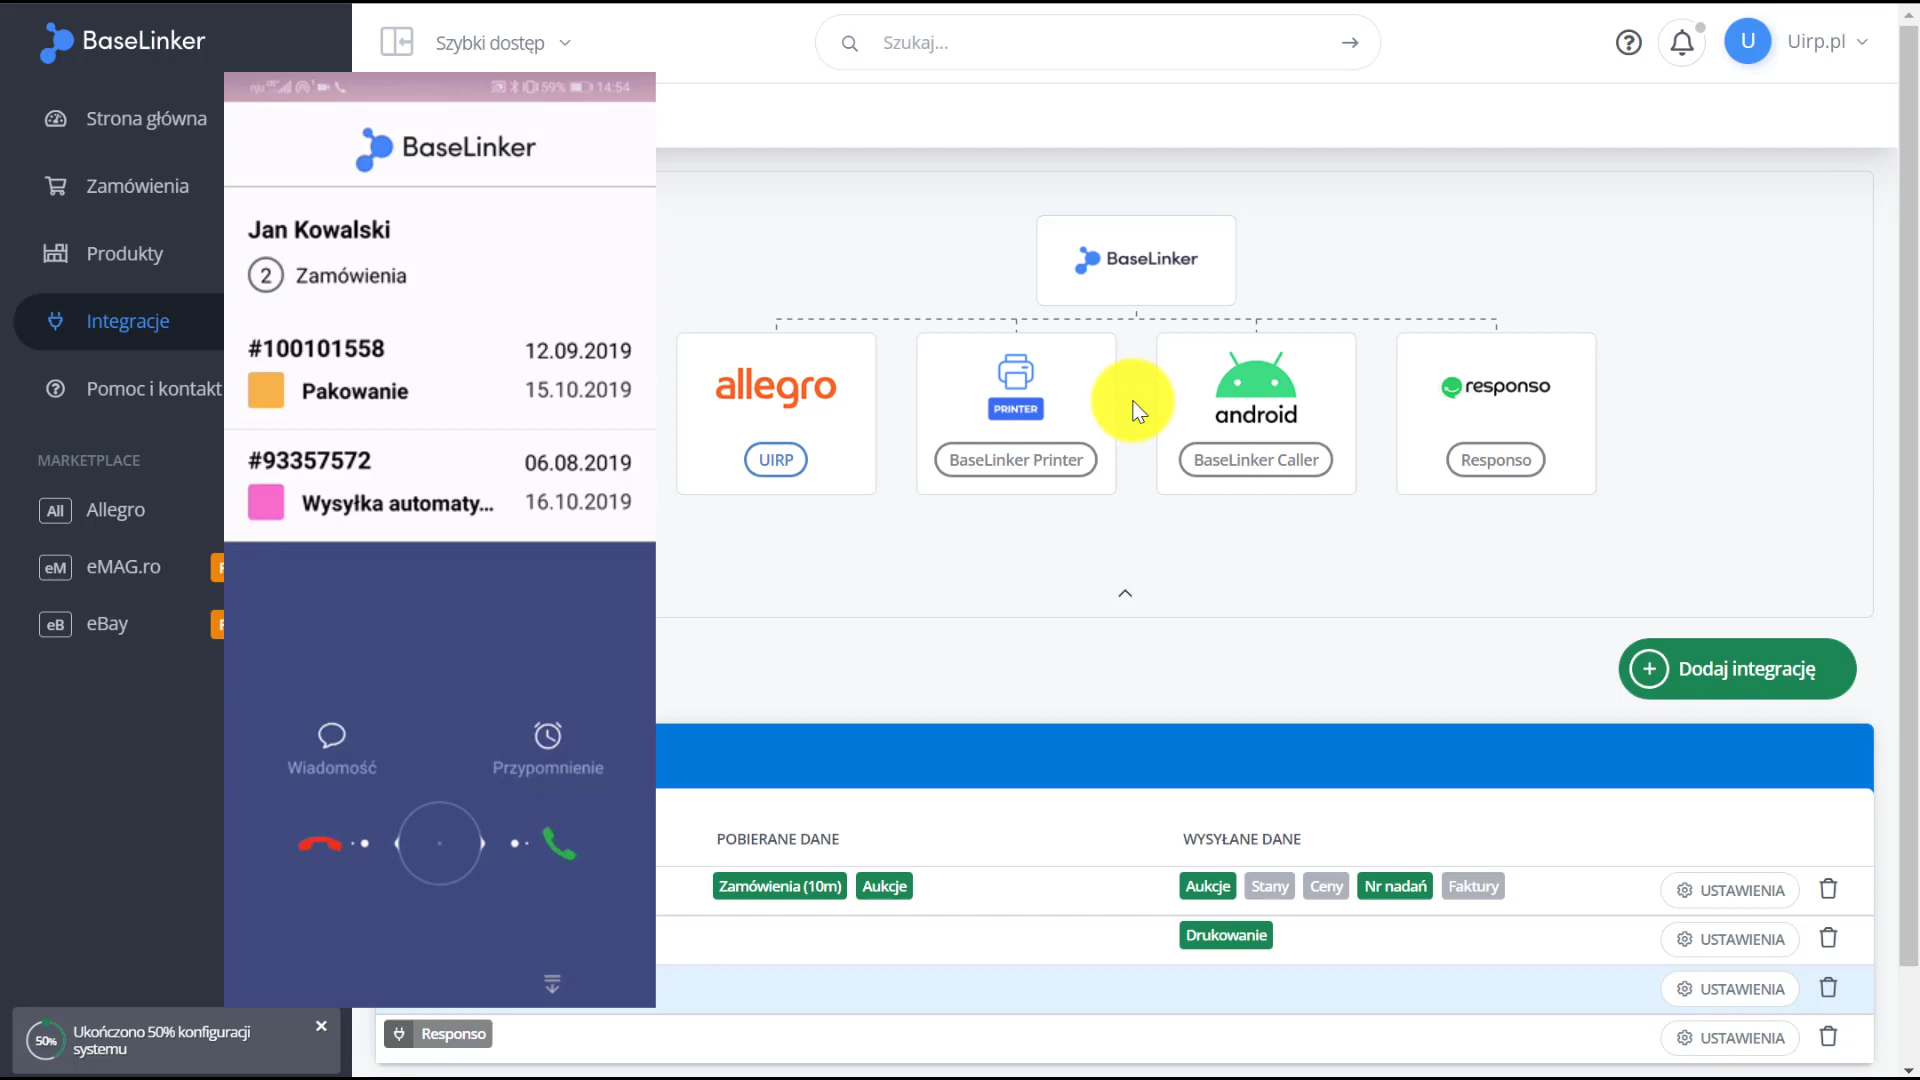 BaseLinker
Szybki dostęp
Szukaj...
U
Uirp.pl
Strona główna
Zamówienia
Produkty
Integracje
Pomoc i kontakt
MARKETPLACE
All Allegro
eM eMAG.ro
eB eBay
50%
Ukończono 50% konfiguracji
systemu
59% 14:54
BaseLinker
Jan Kowalski
2 Zamówienia
#100101558 12.09.2019
Pakowanie 15.10.2019
#93357572 06.08.2019
Wysyłka automaty... 16.10.2019
Wiadomość Przypomnienie
BaseLinker
allegro
UIRP
PRINTER
BaseLinker Printer
android
BaseLinker Caller
responso
Responso
Dodaj integrację
POBIERANE DANE WYSYŁANE DANE
Zamówienia (10m) Aukcje Aukcje Stany Ceny Nr nadań Faktury USTAWIENIA
Drukowanie USTAWIENIA
USTAWIENIA
Responso USTAWIENIA